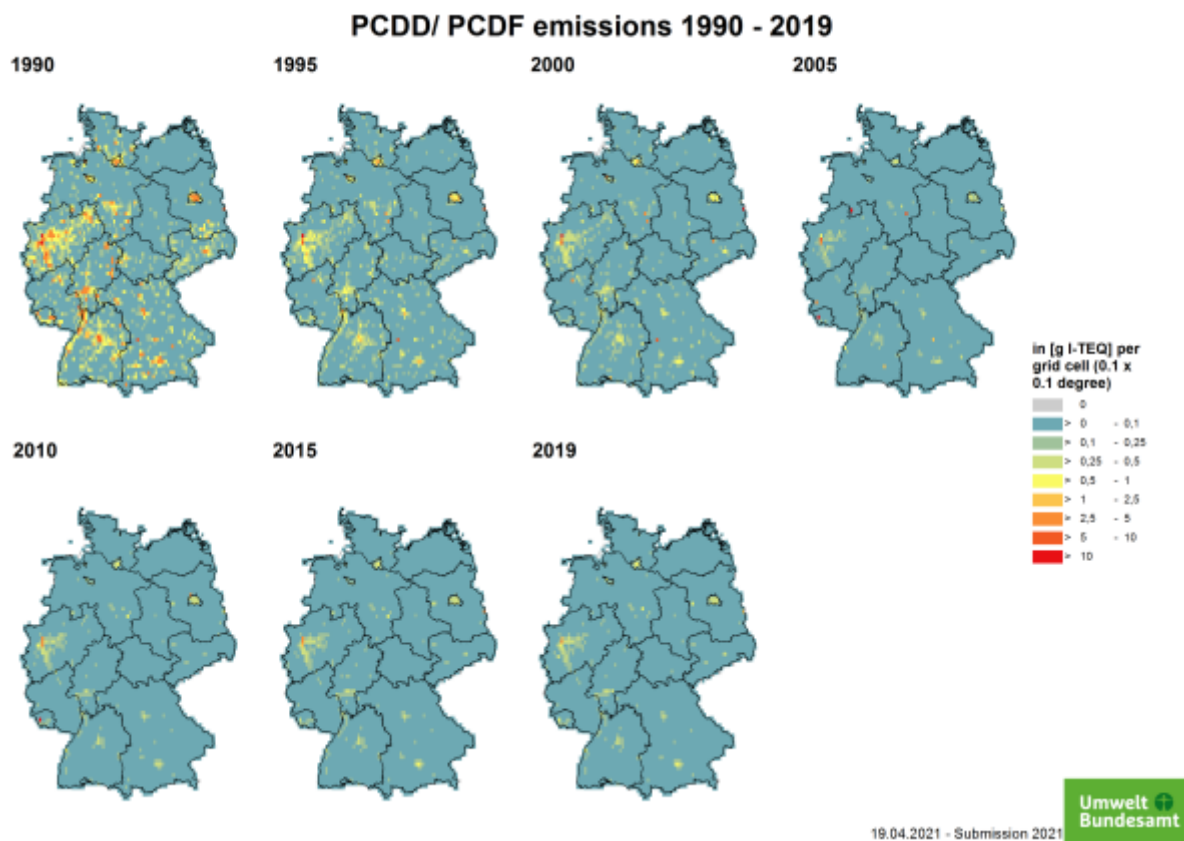 PCDD/ PCDF emissions 1990 - 2019
1990
1995
2000
2005
2010
2015
2019
in [g I-TEQ] per
grid cell (0.1 x
0.1 degree)
0
> 0 - 0,1
> 0,1 - 0,25
> 0,25 - 0,5
> 0,5 - 1
> 1 - 2,5
> 2,5 - 5
> 5 - 10
> 10
19.04.2021 - Submission 2021
Umwelt
Bundesamt